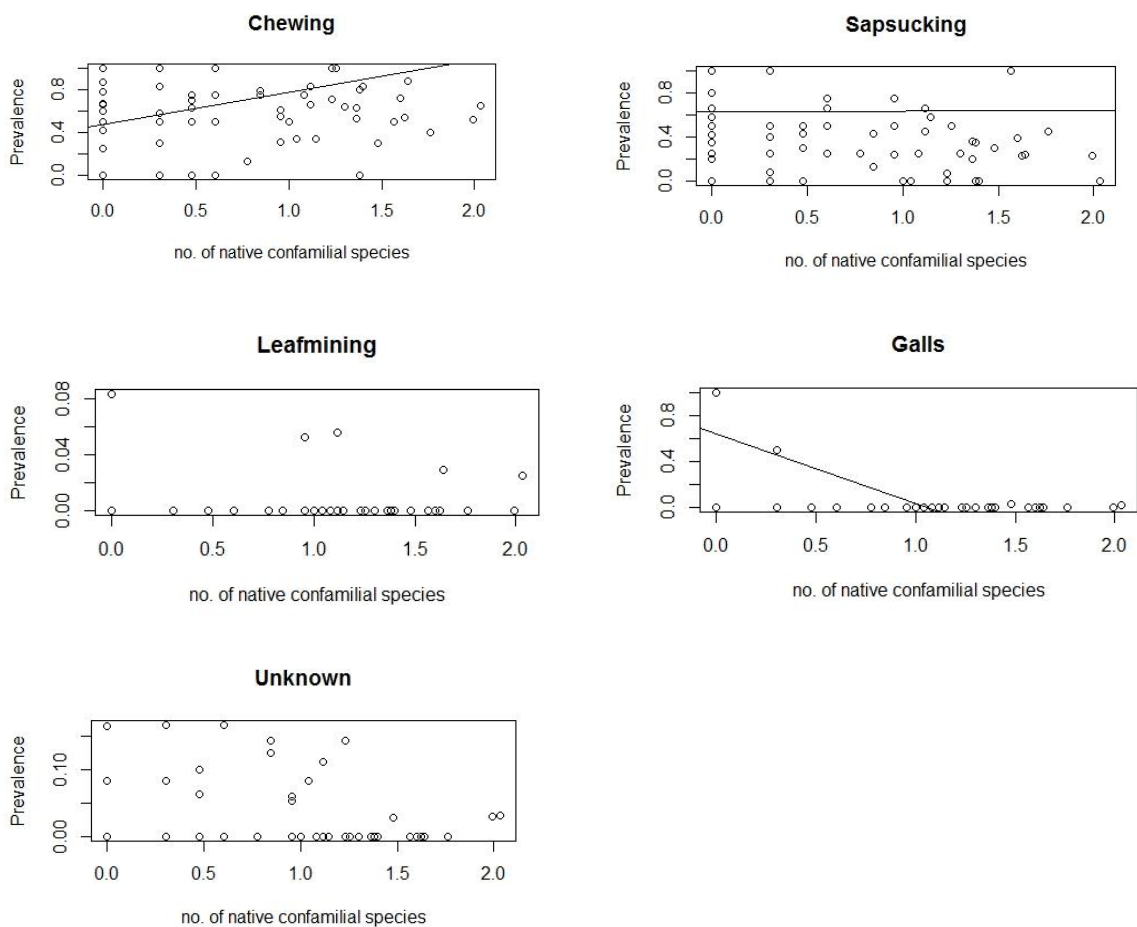 Chewing
Prevalence
0.0 0.4 0.8
0.0 0.5 1.0 1.5 2.0
no. of native confamilial species
Sapsucking
Prevalence
0.0 0.4 0.8
0.0 0.5 1.0 1.5 2.0
no. of native confamilial species
Leafmining
Prevalence
0.00 0.04 0.08
0.0 0.5 1.0 1.5 2.0
no. of native confamilial species
Galls
Prevalence
0.0 0.4 0.8
0.0 0.5 1.0 1.5 2.0
no. of native confamilial species
Unknown
Prevalence
0.00 0.10
0.0 0.5 1.0 1.5 2.0
no. of native confamilial species